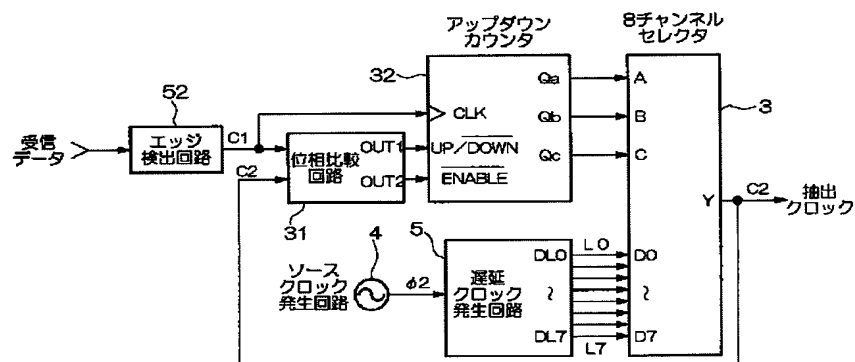 アップダウン
カウンタ
8チャンネル
セレクタ
32
52
3
受信
データ
エッジ
検出回路
C1
C2
位相比較
回路
OUT1
OUT2
31
CLK
UP/DOWN
ENABLE
Qa
Qb
Qc
A
B
C
Y
C2
抽出
クロック
ソース
クロック
発生回路
4
φ2
5
遅延
クロック
発生回路
DL0
~
DL7
L0
L7
D0
~
D7